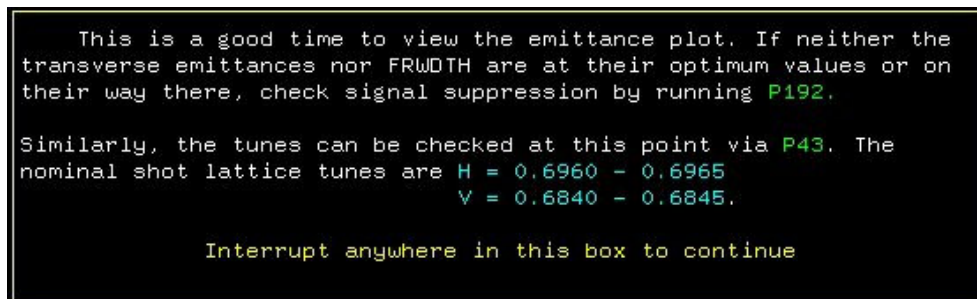 This is a good time to view the emittance plot. If neither the
transverse emittances nor FRWDTH are at their optimum values or on
their way there, check signal suppression by running P192.
Similarly, the tunes can be checked at this point via P43. The
nominal shot lattice tunes are H = 0.6960 - 0.6965
V = 0.6840 - 0.6845.
Interrupt anywhere in this box to continue